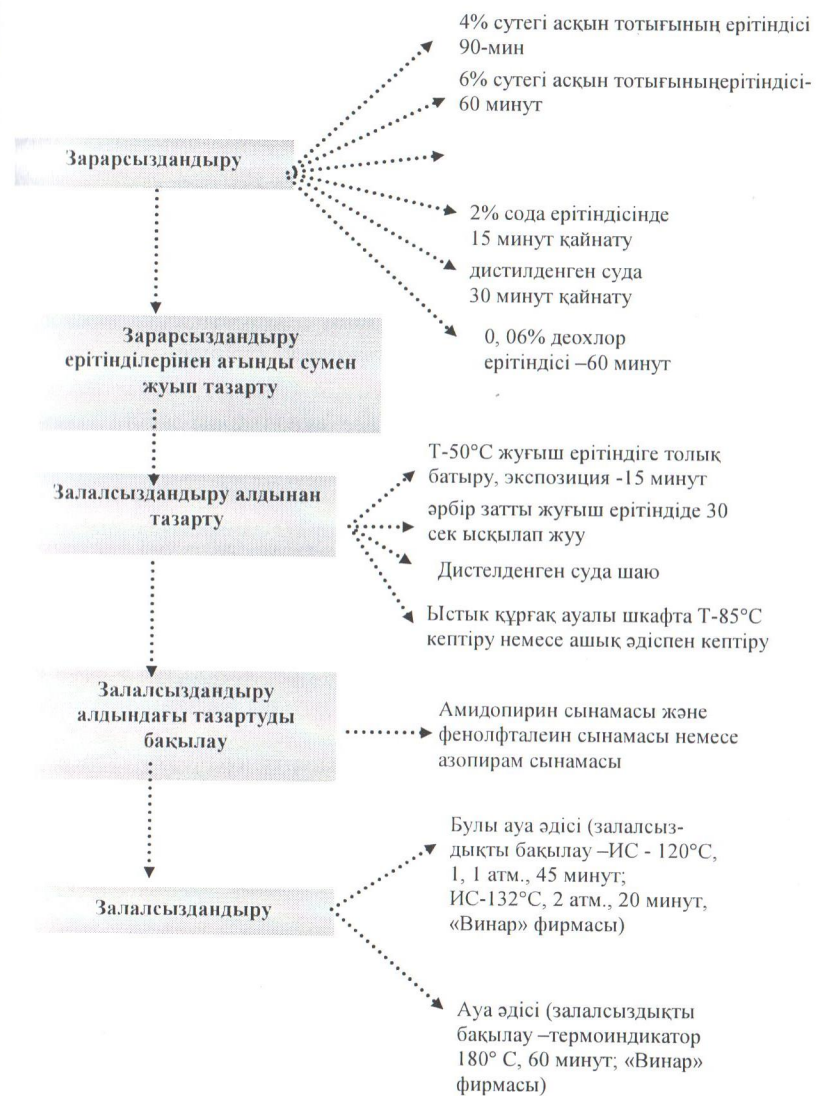 4% сутегі асқын тотығының ерітіндісі
90-мин
6% сутегі асқын тотығыныңерітіндісі-
60 минут
Зарарсыздандыру
2% сода ерітіндісінде
15 минут қайнату
дистилденген суда
30 минут қайнату
0, 06% деохлор
ерітіндісі –60 минут
Зарарсыздандыру
ерітінділерінен ағынды сумен
жуып тазарту
Т-50°С жуғыш ерітіндіге толық
батыру, экспозиция -15 минут
әрбір затты жуғыш ерітіндіде 30
сек ысқылап жуу
Дистелденген суда шаю
Ыстык құрғақ ауалы шкафта Т-85°С
кептіру немесе ашық әдіспен кептіру
Залалсыздандыру алдынан
тазарту
Залалсыздандыру
алдындағы тазартуды
бақылау
Амидопирин сынамасы және
фенолфталеин сынамасы немесе
азопирам сынамасы
Булы ауа әдісі (залалсыз-
дықты бақылау –ИС - 120°С,
1, 1 атм., 45 минут;
ИС-132°С, 2 атм., 20 минут,
«Винар» фирмасы)
Залалсыздандыру
Ауа әдісі (залалсыздықты
бақылау –термоиндикатор
180° С, 60 минут; «Винар»
фирмасы)